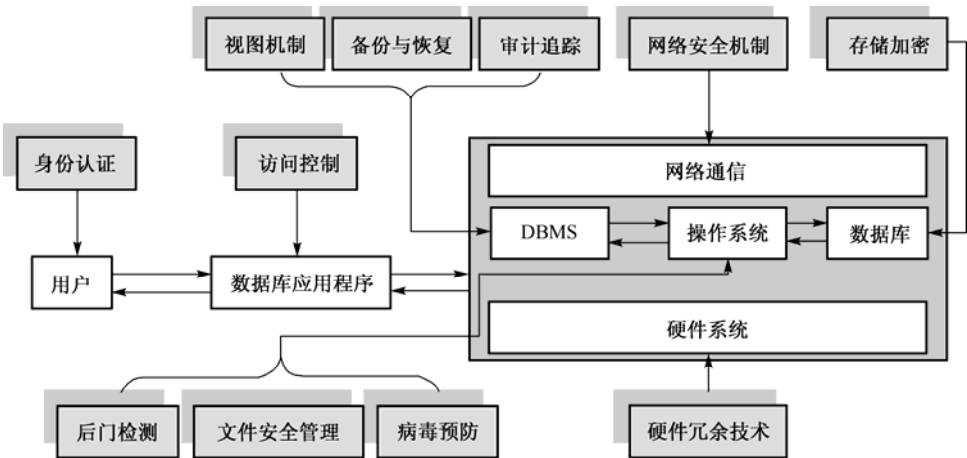 视图机制
备份与恢复
审计追踪
网络安全机制
存储加密
身份认证
访问控制
网络通信
DBMS
操作系统
数据库
用户
数据库应用程序
硬件系统
后门检测
文件安全管理
病毒预防
硬件冗余技术